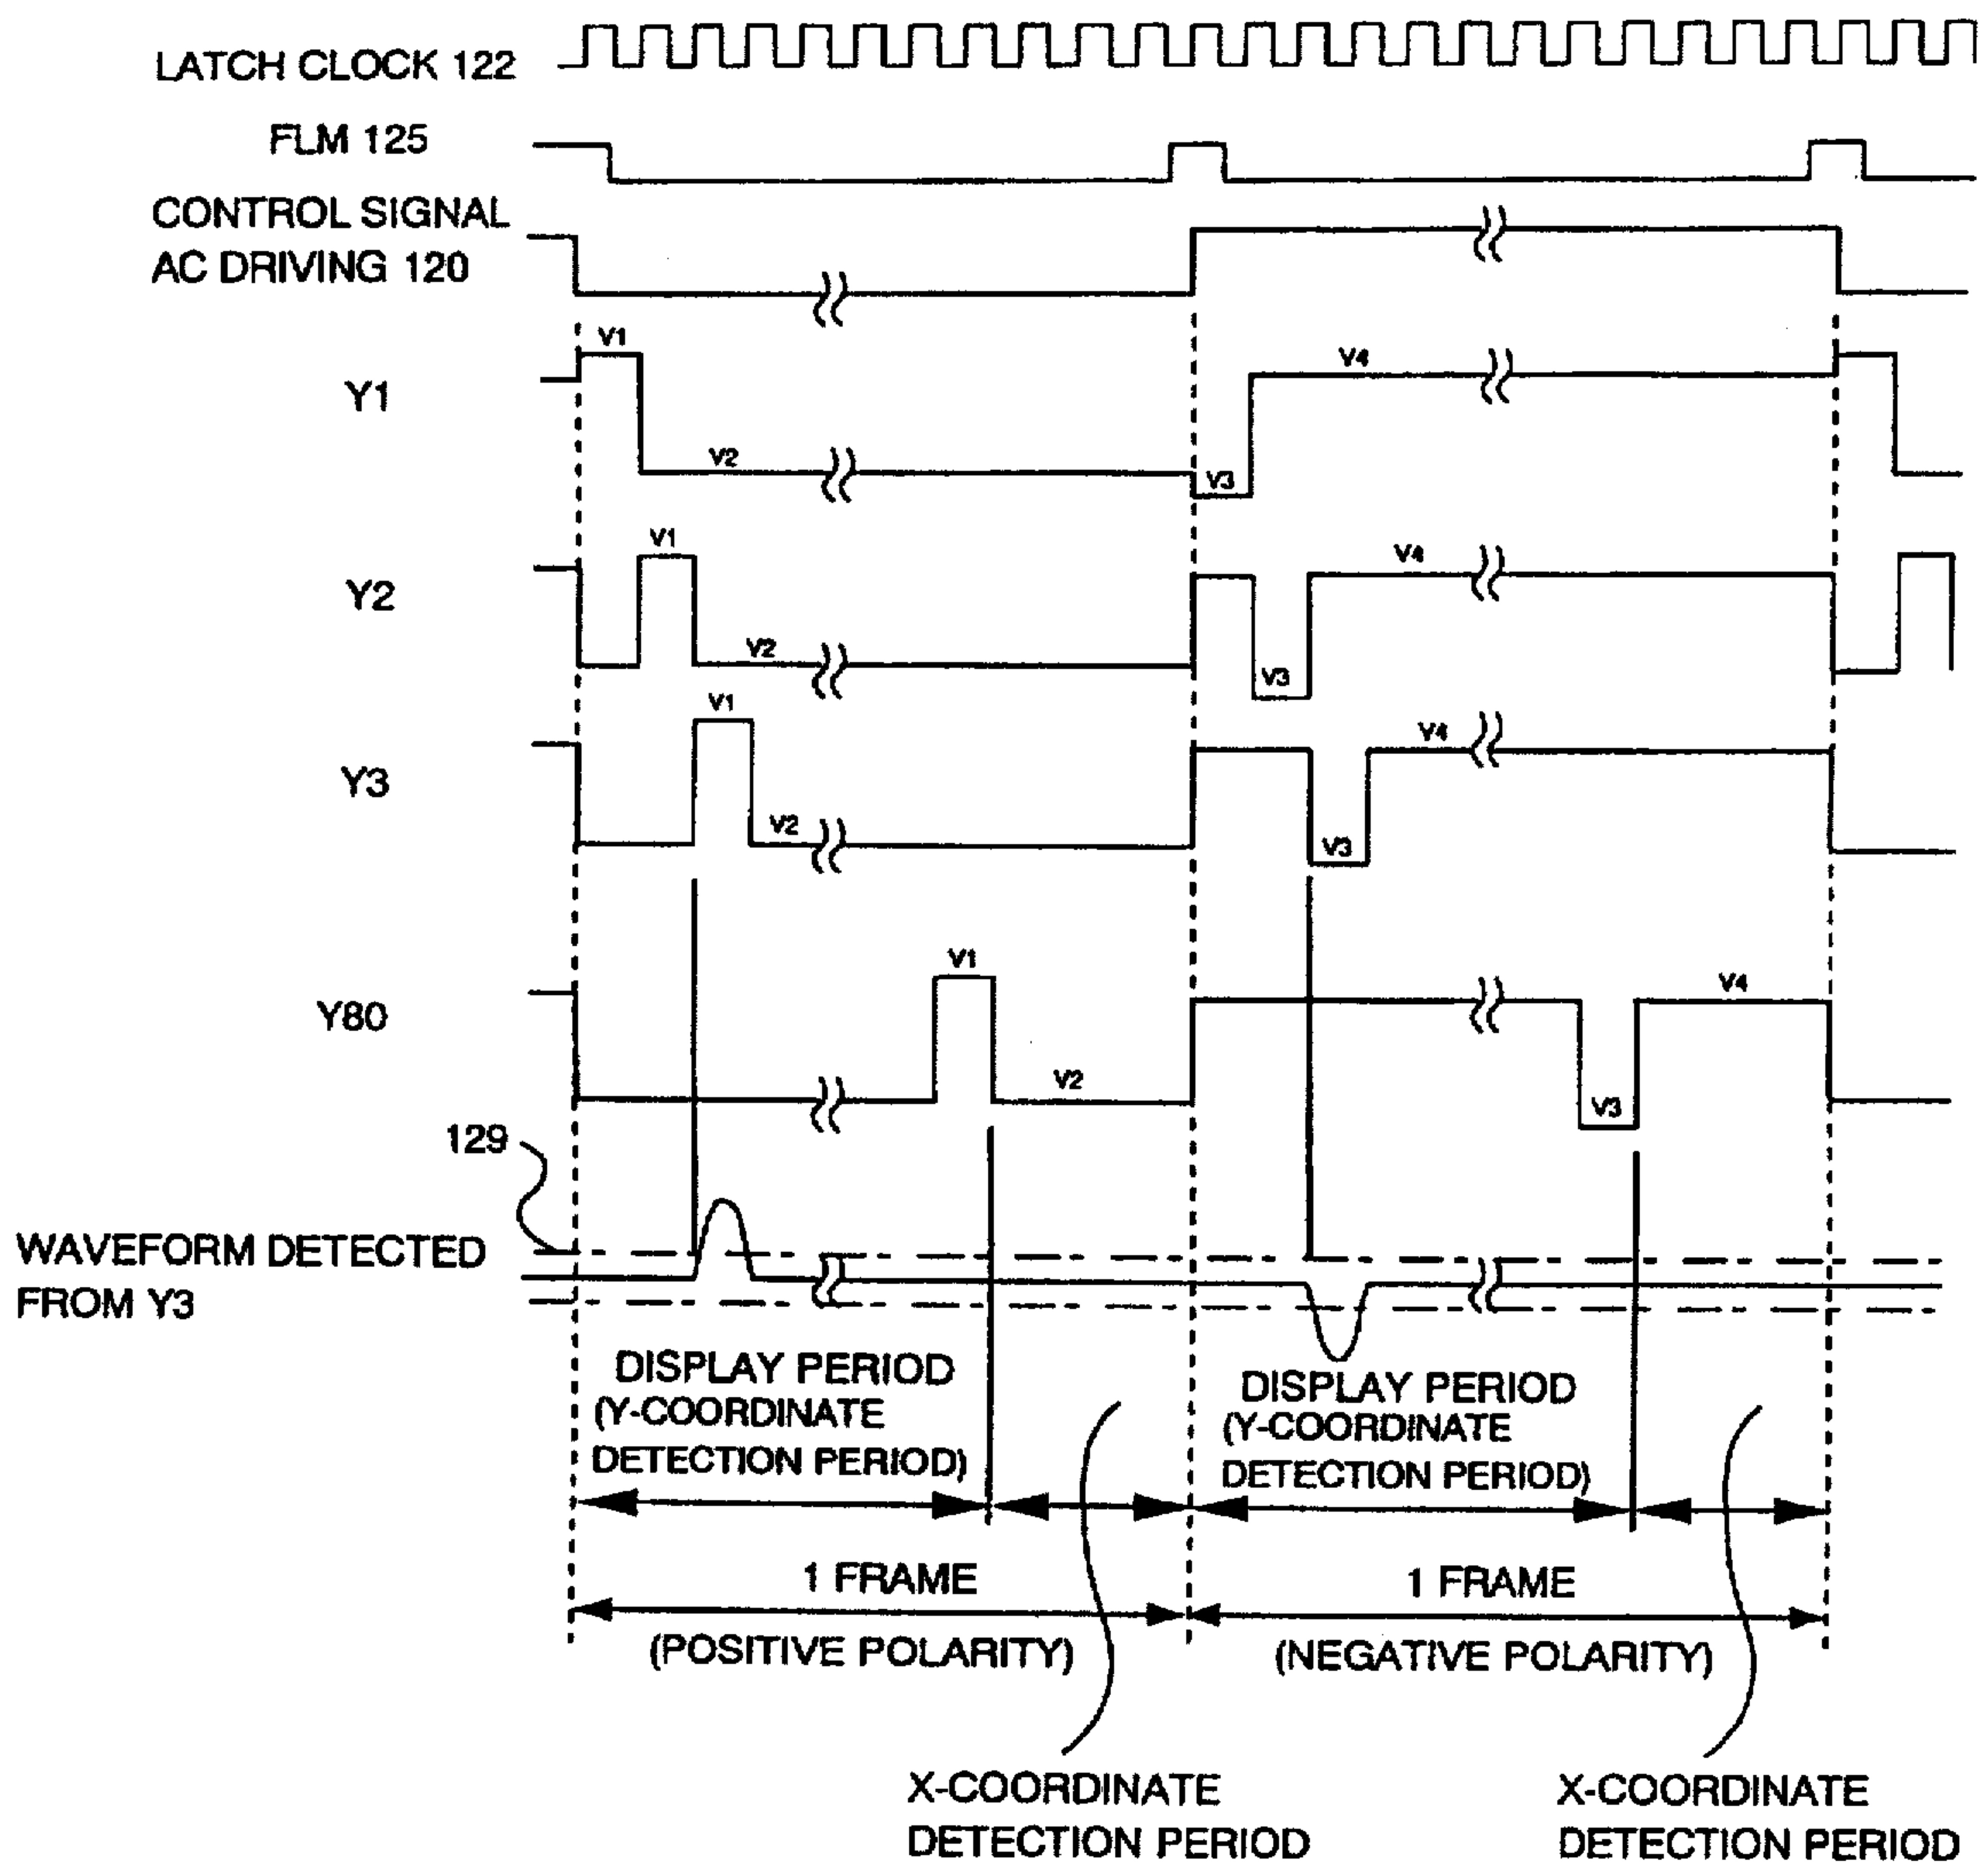 LATCH CLOCK 122
FLM 125
CONTROL SIGNAL
AC DRIVING 120
Y1
V1
V2
V3
V4
Y2
V1
V2
V3
V4
Y3
V1
V2
V3
V4
Y80
V1
V2
V3
V4
129
WAVEFORM DETECTED
FROM Y3
DISPLAY PERIOD
(Y-COORDINATE
DETECTION PERIOD)
DISPLAY PERIOD
(Y-COORDINATE
DETECTION PERIOD)
1 FRAME
(POSITIVE POLARITY)
1 FRAME
(NEGATIVE POLARITY)
X-COORDINATE
DETECTION PERIOD
X-COORDINATE
DETECTION PERIOD